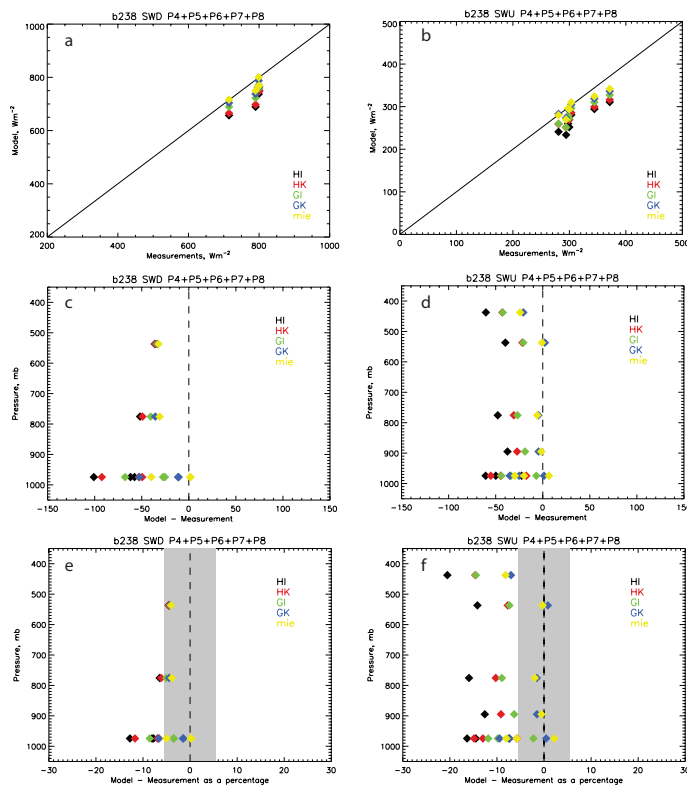 b238 SWD P4+P5+P6+P7+P8
a
1000
800
600
400
200
200 400 600 800 1000
Model, Wm-2
Measurements, Wm-2
HI
HK
GI
GK
mie
b238 SWU P4+P5+P6+P7+P8
b
500
400
300
200
100
0
0 100 200 300 400 500
Model, Wm-2
Measurements, Wm-2
HI
HK
GI
GK
mie
b238 SWD P4+P5+P6+P7+P8
c
400
500
600
700
800
900
1000
-150 -100 -50 0 50 100 150
Pressure, mb
Model - Measurement
HI
HK
GI
GK
mie
b238 SWU P4+P5+P6+P7+P8
d
400
500
600
700
800
900
1000
-150 -100 -50 0 50 100 150
Pressure, mb
Model - Measurement
HI
HK
GI
GK
mie
b238 SWD P4+P5+P6+P7+P8
e
400
500
600
700
800
900
1000
-30 -20 -10 0 10 20 30
Pressure, mb
Model - Measurement as a percentage
HI
HK
GI
GK
mie
b238 SWU P4+P5+P6+P7+P8
f
400
500
600
700
800
900
1000
-30 -20 -10 0 10 20 30
Pressure, mb
Model - Measurement as a percentage
HI
HK
GI
GK
mie